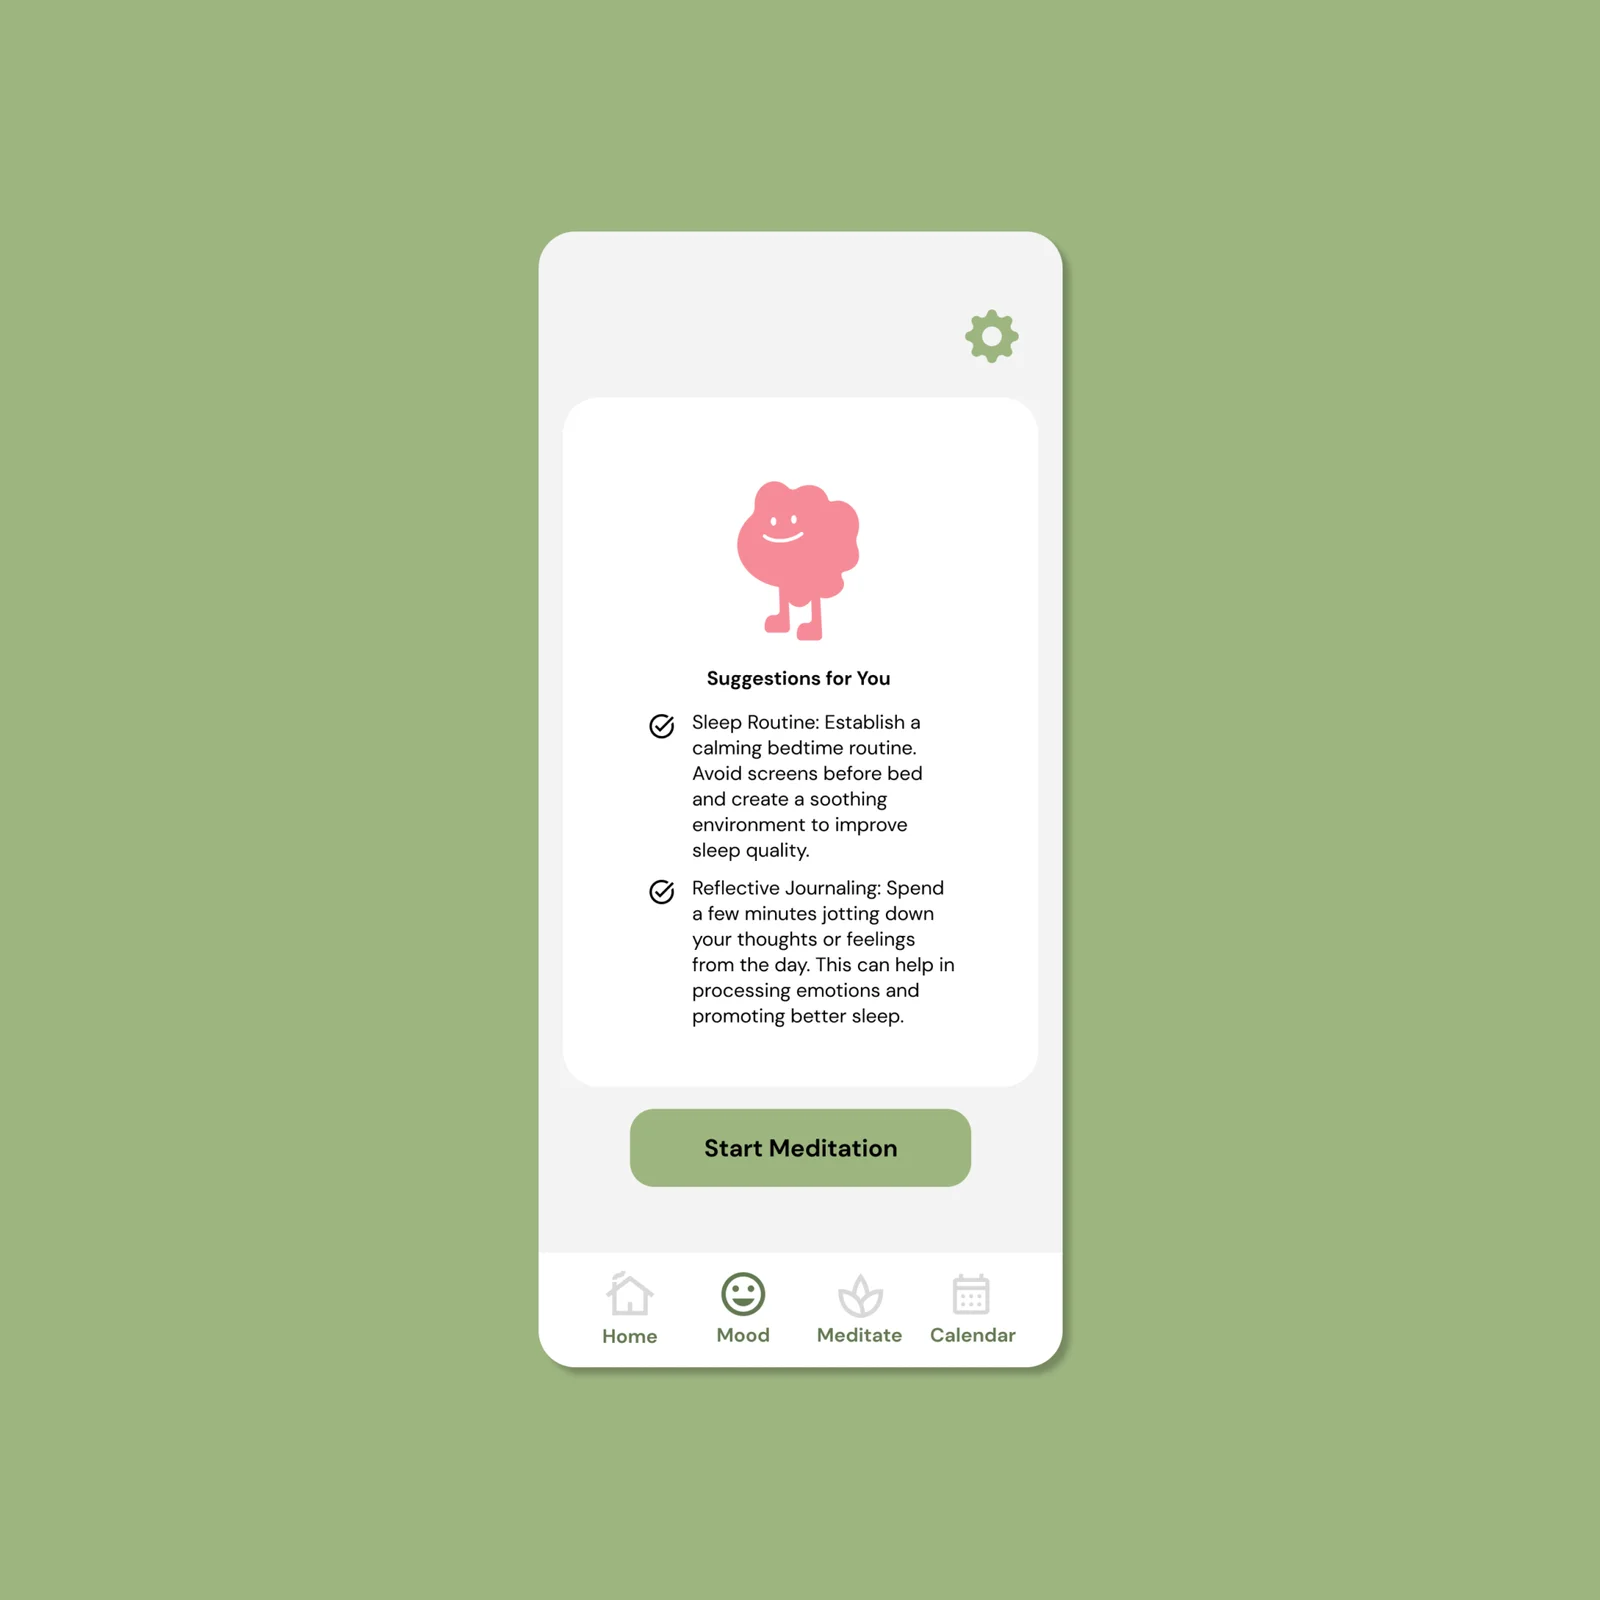 Suggestions for You
Sleep Routine: Establish a
calming bedtime routine.
Avoid screens before bed
and create a soothing
environment to improve
sleep quality.
Reflective Journaling: Spend
a few minutes jotting down
your thoughts or feelings
from the day. This can help in
processing emotions and
promoting better sleep.
Start Meditation
Home
Mood
Meditate
Calendar